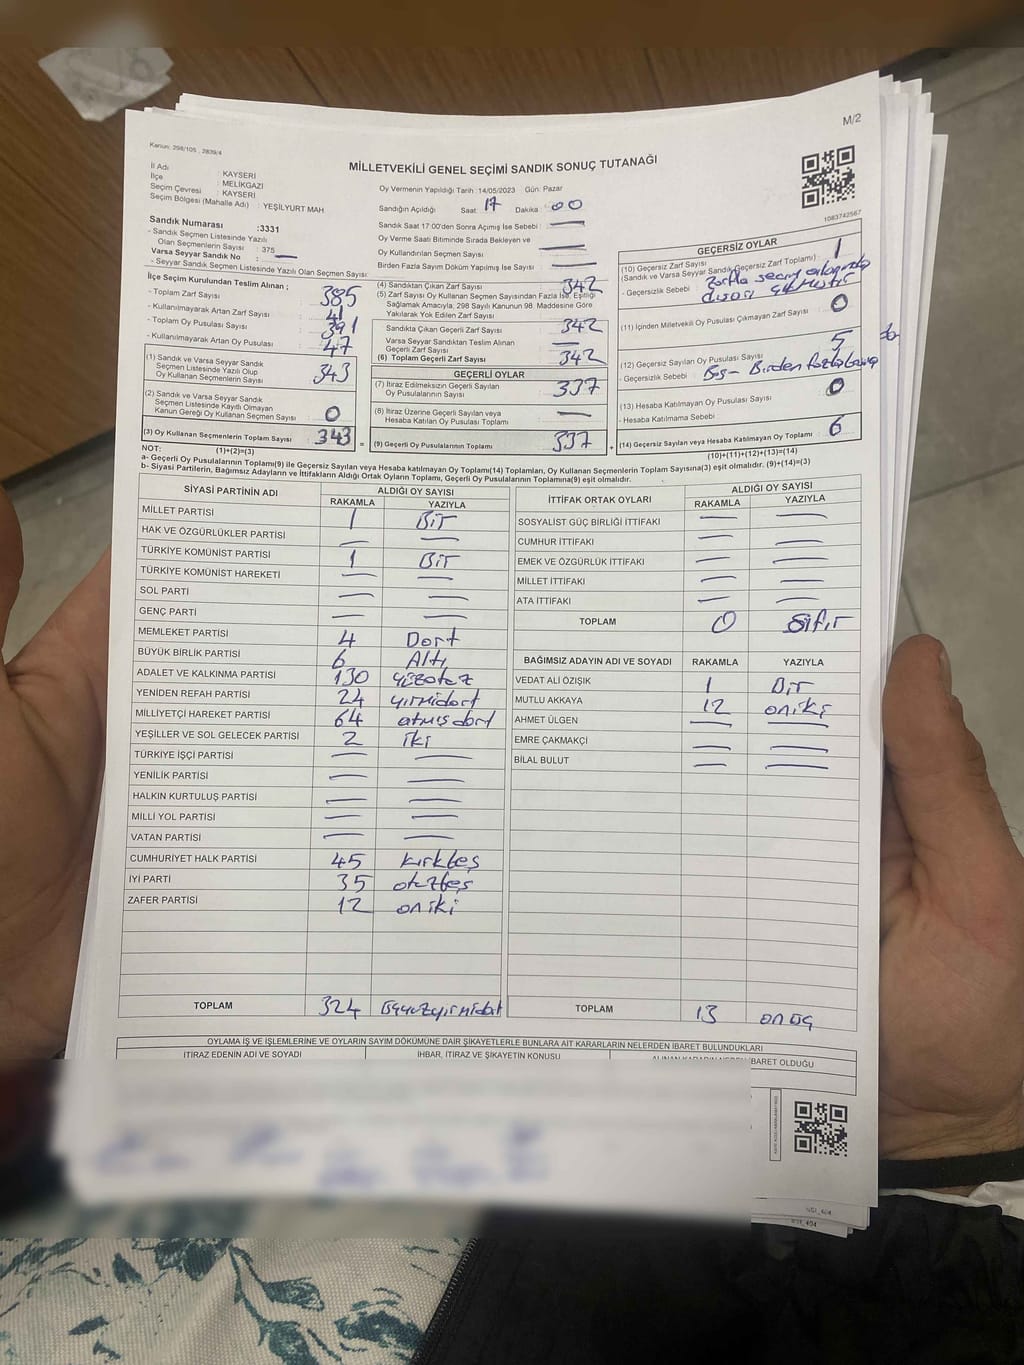 M/2
Kanun: 298/105 , 2839/4
MİLLETVEKİLİ GENEL SEÇİMİ SANDIK SONUÇ TUTANAĞI
İl Adı : KAYSERİ
İlçe : MELİKGAZİ
Seçim Çevresi : KAYSERİ
Seçim Bölgesi (Mahalle Adı) : YEŞİLYURT MAH
Oy Vermenin Yapıldığı Tarih :14/05/2023 Gün: Pazar
Sandığın Açıldığı Saat: 17 Dakika : 00
1083742567
Sandık Numarası :3331
- Sandık Seçmen Listesinde Yazılı
Olan Seçmenlerin Sayısı : 375
Varsa Seyyar Sandık No : —
- Seyyar Seçmen Listesinde Yazılı Olan Seçmen Sayısı:
Sandık Saat 17:00'den Sonra Açımış İse Sebebi : —
Oy Verme Saati Bitiminde Sırada Bekleyen ve
Oy Kullandırılan Seçmen Sayısı —
Birden Fazla Sayım Döküm Yapılmış İse Sayısı —
İlçe Seçim Kurulundan Teslim Alınan ;
- Toplam Zarf Sayısı 385
- Kullanılmayarak Artan Zarf Sayısı : 41
- Toplam Oy Pusulası Sayısı : 391
- Kullanılmayarak Artan Oy Pusulası : 47
(1) Sandık ve Varsa Seyyar Sandık
Seçmen Listesinde Yazılı Olup
Oy Kullanan Seçmenlerin Sayısı 343
(2) Sandık ve Varsa Seyyar Sandık
Seçmen Listesinde Kaydı Olmayan
Kanun Gereği Oy Kullanan Seçmen Sayısı : 0
(3) Oy Kullanan Seçmenlerin Toplam Sayısı : 343
(4) Sandıktan Çıkan Zarf Sayısı : 342
(5) Zarf Sayısı Oy Kullanan Seçmen Sayısından Fazla İse, Eşitliği
Sağlamak Amacıyla, 298 Sayılı Kanunun 98. Maddesine Göre
Yakılarak Yok Edilen Zarf Sayısı :
Sandıkta Çıkan Geçerli Zarf Sayısı : 342
Varsa Seyyar Sandıktan Teslim Alınan
Geçerli Zarf Sayısı : —
(6) Toplam Geçerli Zarf Sayısı : 342
GEÇERLİ OYLAR
(7) İtiraz Edilmeksizin Geçerli Sayılan
Oy Pusulalarının Sayısı : 337
(8) İtiraz Üzerine Geçerli Sayılan veya
Hesaba Katılan Oy Pusulaları Toplamı : —
= (9) Geçerli Oy Pusulalarının Toplamı : 337 +
GEÇERSİZ OYLAR
(10) Geçersiz Zarf Sayısı 1
(Sandık ve Varsa Seyyar Sandık Geçersiz Zarf Toplamı) :
- Geçersizlik Sebebi :
(11) İçinden Milletvekili Oy Pusulası Çıkmayan Zarf Sayısı : 0
(12) Geçersiz Sayılan Oy Pusulası Sayısı : 5
- Geçersizlik Sebebi : Boş - Birden fazla
(13) Hesaba Katılmayan Oy Pusulası Sayısı : 0
- Hesaba Katılmama Sebebi :
(14) Geçersiz Sayılan veya Hesaba Katılmayan Oy Toplamı : 6
NOT: (1)+(2)=(3)
(10)+(11)+(12)+(13)=(14)
a- Geçerli Oy Pusulalarının Toplamı(9) ile Geçersiz Sayılan veya Hesaba katılmayan Oy Toplamı(14) Toplamları, Oy Kullanan Seçmenlerin Toplam Sayısına(3) eşit olmalıdır. (9)+(14)=(3)
b- Siyasi Partilerin, Bağımsız Adayların ve İttifakların Aldığı Ortak Oyların Toplamı, Geçerli Oy Pusulalarının Toplamına(9) eşit olmalıdır.
SİYASİ PARTİNİN ADI ALDIĞI OY SAYISI
RAKAMLA YAZIYLA
MİLLET PARTİSİ 1 Bir
HAK VE ÖZGÜRLÜKLER PARTİSİ — —
TÜRKİYE KOMÜNİST PARTİSİ 1 Bir
TÜRKİYE KOMÜNİST HAREKETİ — —
SOL PARTİ — —
GENÇ PARTİ — —
MEMLEKET PARTİSİ 4 Dört
BÜYÜK BİRLİK PARTİSİ 6 Altı
ADALET VE KALKINMA PARTİSİ 130 yüzotuz
YENİDEN REFAH PARTİSİ 24 yirmidört
MİLLİYETÇİ HAREKET PARTİSİ 64 atmışdört
YEŞİLLER VE SOL GELECEK PARTİSİ 2 iki
TÜRKİYE İŞÇİ PARTİSİ — —
YENİLİK PARTİSİ — —
HALKIN KURTULUŞ PARTİSİ — —
MİLLİ YOL PARTİSİ — —
VATAN PARTİSİ — —
CUMHURİYET HALK PARTİSİ 45 kırkbeş
İYİ PARTİ 35 otuzbeş
ZAFER PARTİSİ 12 oniki
TOPLAM 324 üçyüzyirmidört
İTTİFAK ORTAK OYLARI ALDIĞI OY SAYISI
RAKAMLA YAZIYLA
SOSYALİST GÜÇ BİRLİĞİ İTTİFAKI — —
CUMHUR İTTİFAKI — —
EMEK VE ÖZGÜRLÜK İTTİFAKI — —
MİLLET İTTİFAKI — —
ATA İTTİFAKI — —
TOPLAM 0 Sıfır
BAĞIMSIZ ADAYIN ADI VE SOYADI RAKAMLA YAZIYLA
VEDAT ALİ ÖZIŞIK 1 Bir
MUTLU AKKAYA 12 oniki
AHMET ÜLGEN — —
EMRE ÇAKMAKÇİ — —
BİLAL BULUT — —
TOPLAM 13 onüç
OYLAMA İŞ VE İŞLEMLERİNE VE OYLARIN SAYIM DÖKÜMÜNE DAİR ŞİKAYETLERLE BUNLARA AİT KARARLARIN NELERDEN İBARET BULUNDUKLARI
İTİRAZ EDENİN ADI VE SOYADI İHBAR, İTİRAZ VE ŞİKAYETİN KONUSU ALINAN KARARIN NEDEN İBARET OLDUĞU